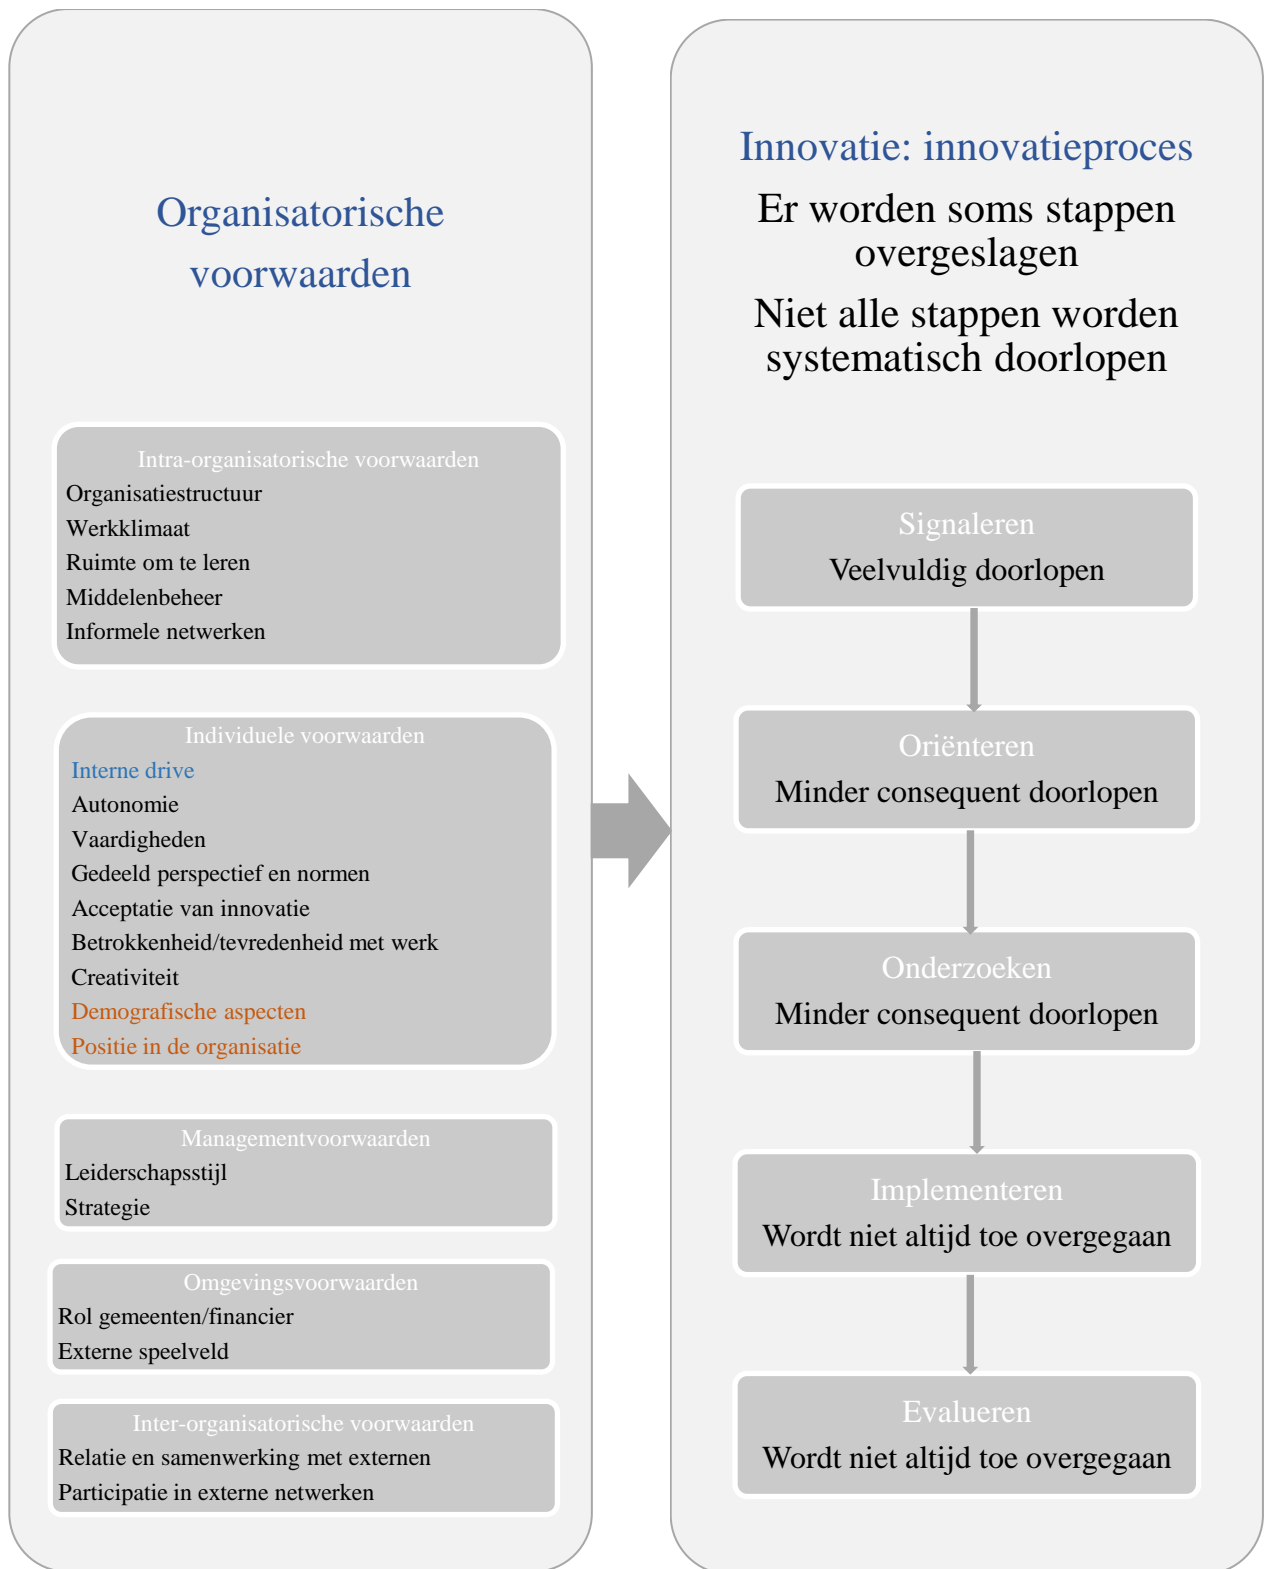 Organisatorische
voorwaarden
Intra-organisatorische voorwaarden
Organisatiestructuur
Werkklimaat
Ruimte om te leren
Middelenbeheer
Informele netwerken
Individuele voorwaarden
Interne drive
Autonomie
Vaardigheden
Gedeeld perspectief en normen
Acceptatie van innovatie
Betrokkenheid/tevredenheid met werk
Creativiteit
Demografische aspecten
Positie in de organisatie
Managementvoorwaarden
Leiderschapsstijl
Strategie
Omgevingsvoorwaarden
Rol gemeenten/financier
Externe speelveld
Inter-organisatorische voorwaarden
Relatie en samenwerking met externen
Participatie in externe netwerken
Innovatie: innovatieproces
Er worden soms stappen
overgeslagen
Niet alle stappen worden
systematisch doorlopen
Signaleren
Veelvuldig doorlopen
Oriënteren
Minder consequent doorlopen
Onderzoeken
Minder consequent doorlopen
Implementeren
Wordt niet altijd toe overgegaan
Evalueren
Wordt niet altijd toe overgegaan